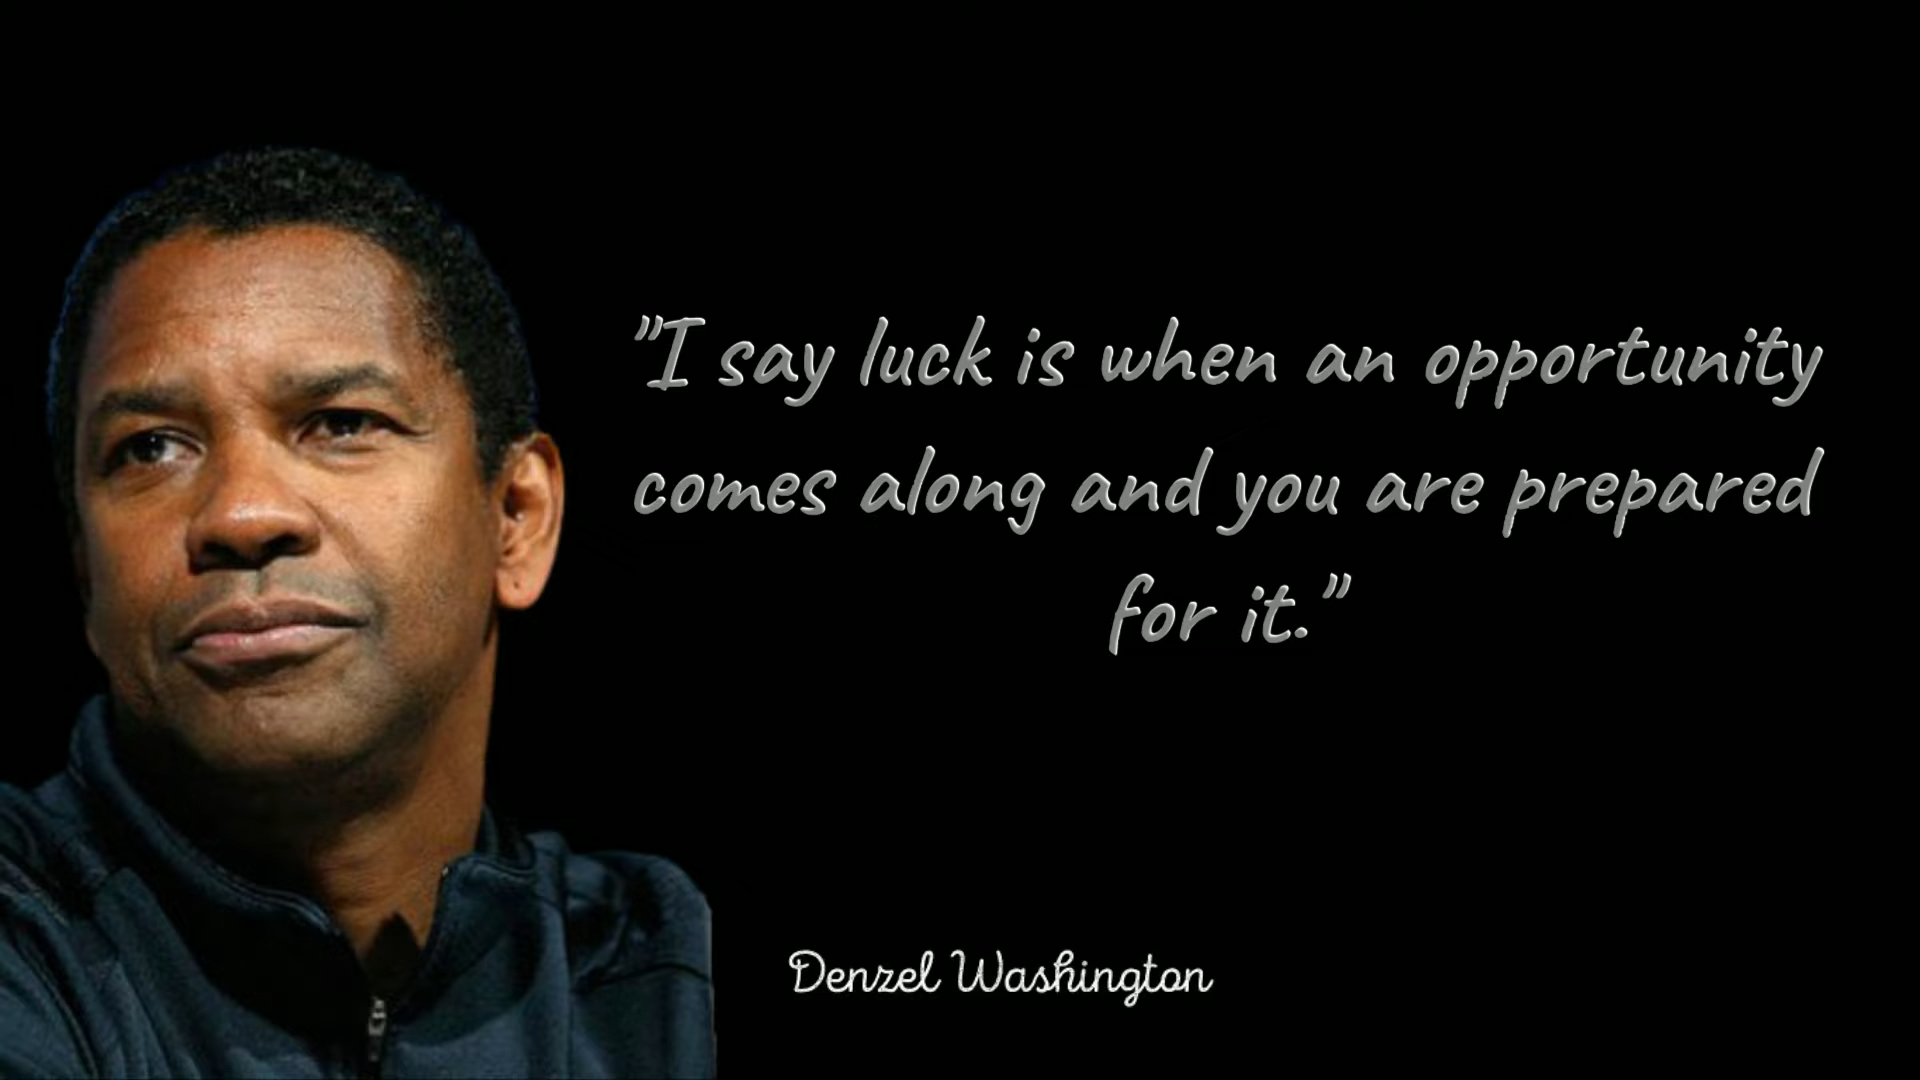 "I say luck is when an opportunity
comes along and you are prepared
for it."
Denzel Washington